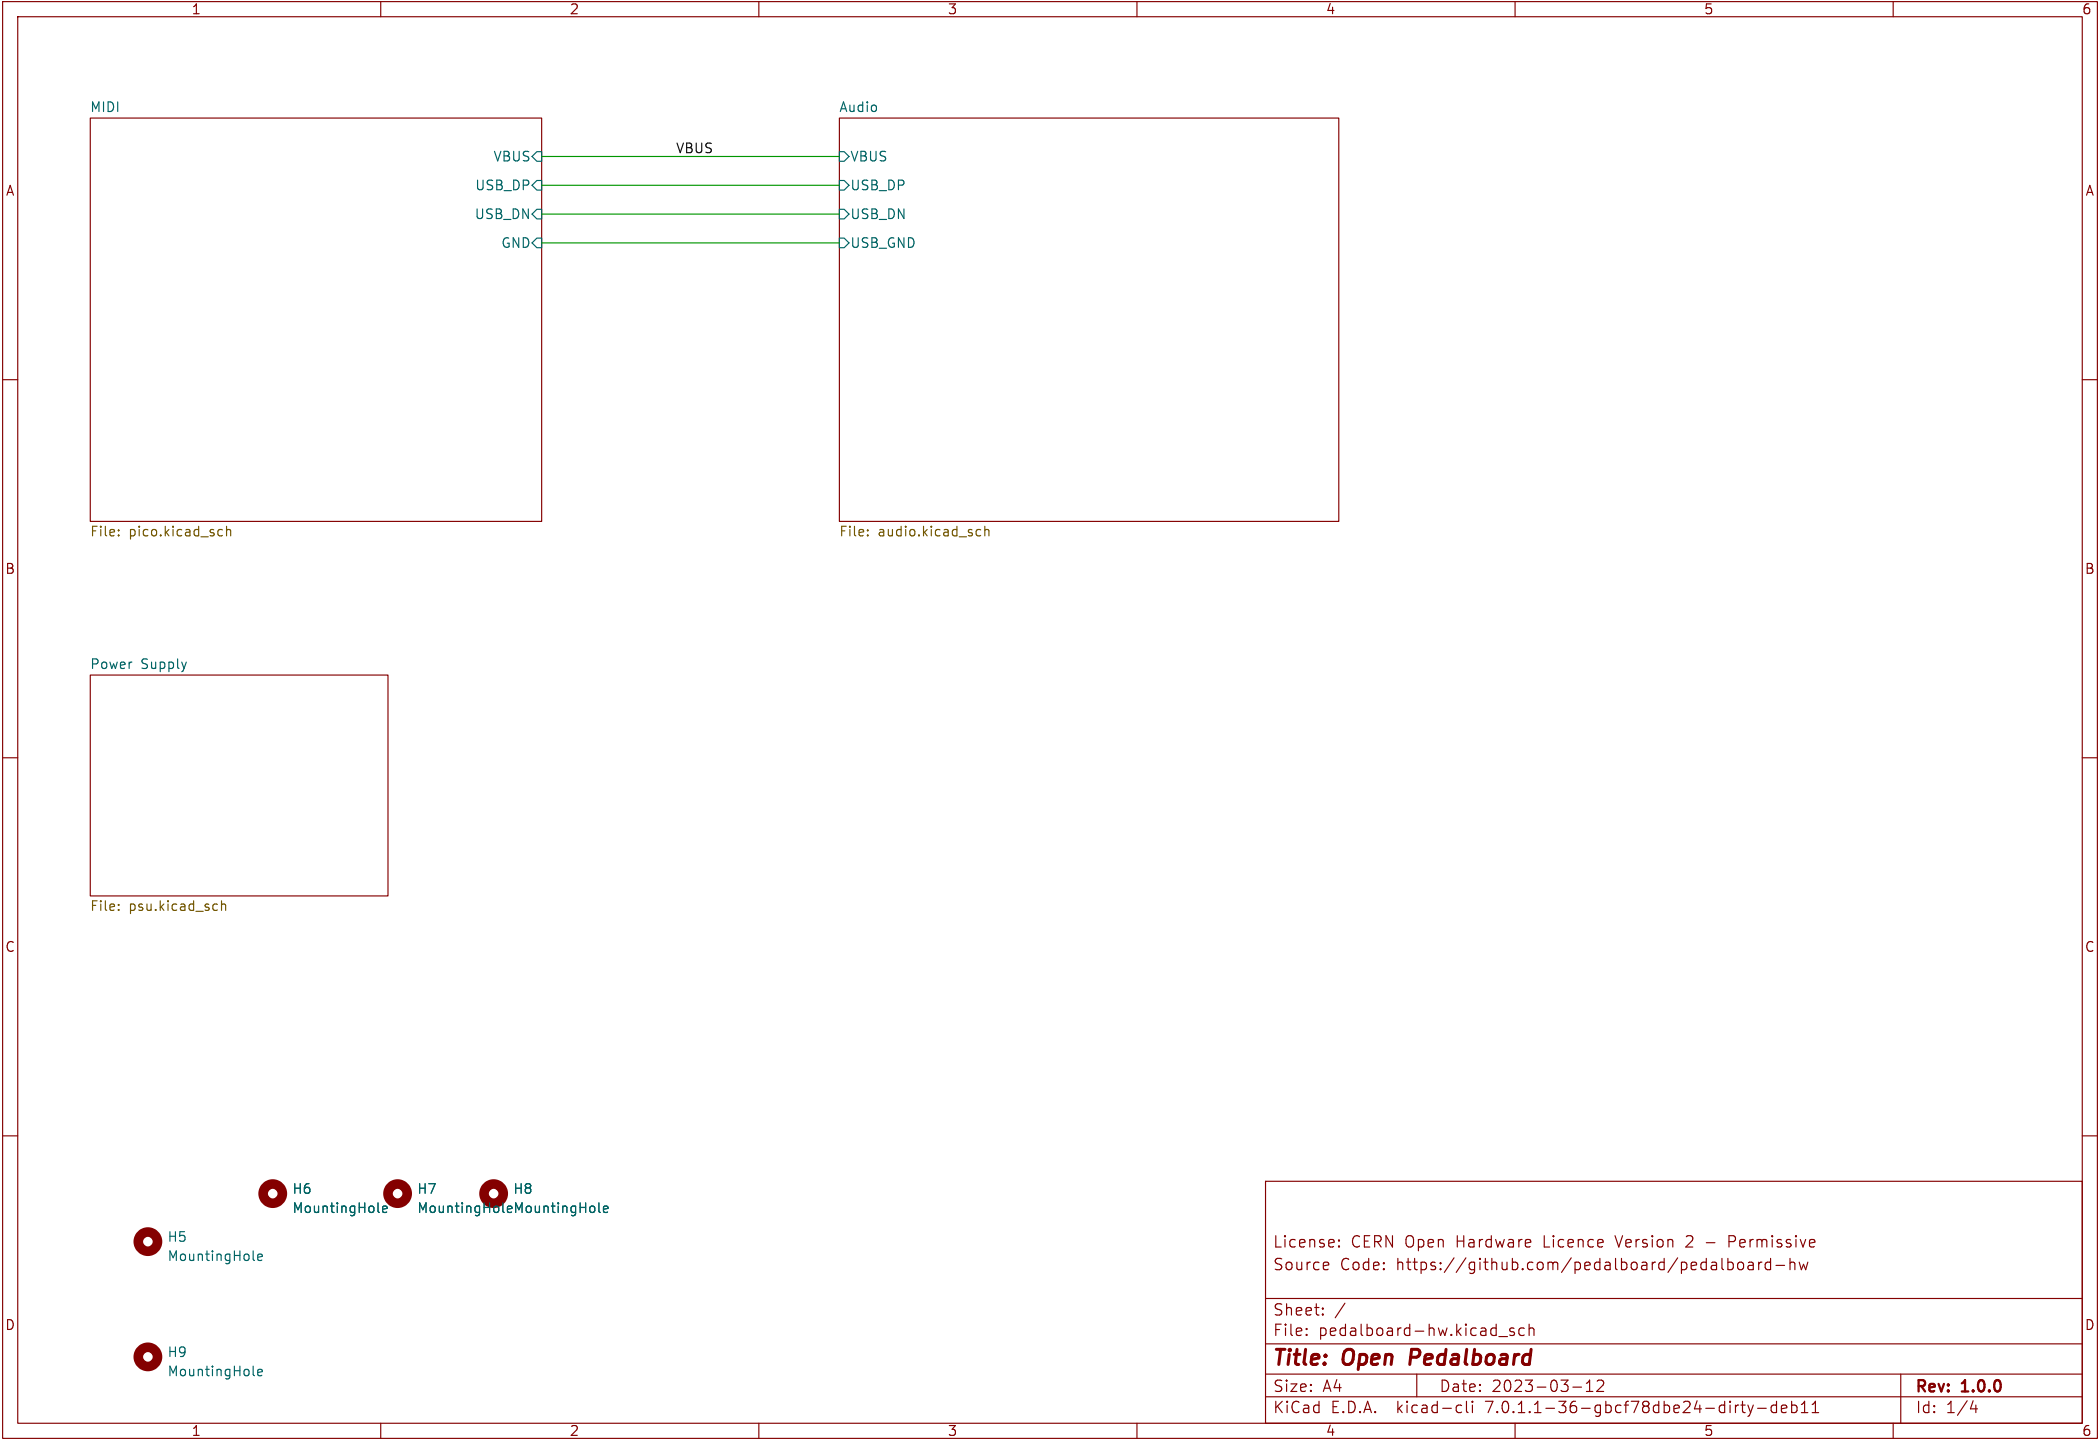 1 2 3 4 5 6
MIDI
Audio
VBUS
VBUS
VBUS
USB_DP
USB_DP
A
A
USB_DN
USB_DN
GND
USB_GND
File: pico.kicad_sch
File: audio.kicad_sch
B
B
Power Supply
File: psu.kicad_sch
C
C
H6
MountingHole
H7
MountingHole
H8
MountingHole
H5
MountingHole
License: CERN Open Hardware Licence Version 2 - Permissive
Source Code: https://github.com/pedalboard/pedalboard-hw
Sheet: /
File: pedalboard-hw.kicad_sch
D
D
H9
MountingHole
Title: Open Pedalboard
Size: A4
Date: 2023-03-12
Rev: 1.0.0
KiCad E.D.A. kicad-cli 7.0.1.1-36-gbcf78dbe24-dirty-deb11
Id: 1/4
1 2 3 4 5 6